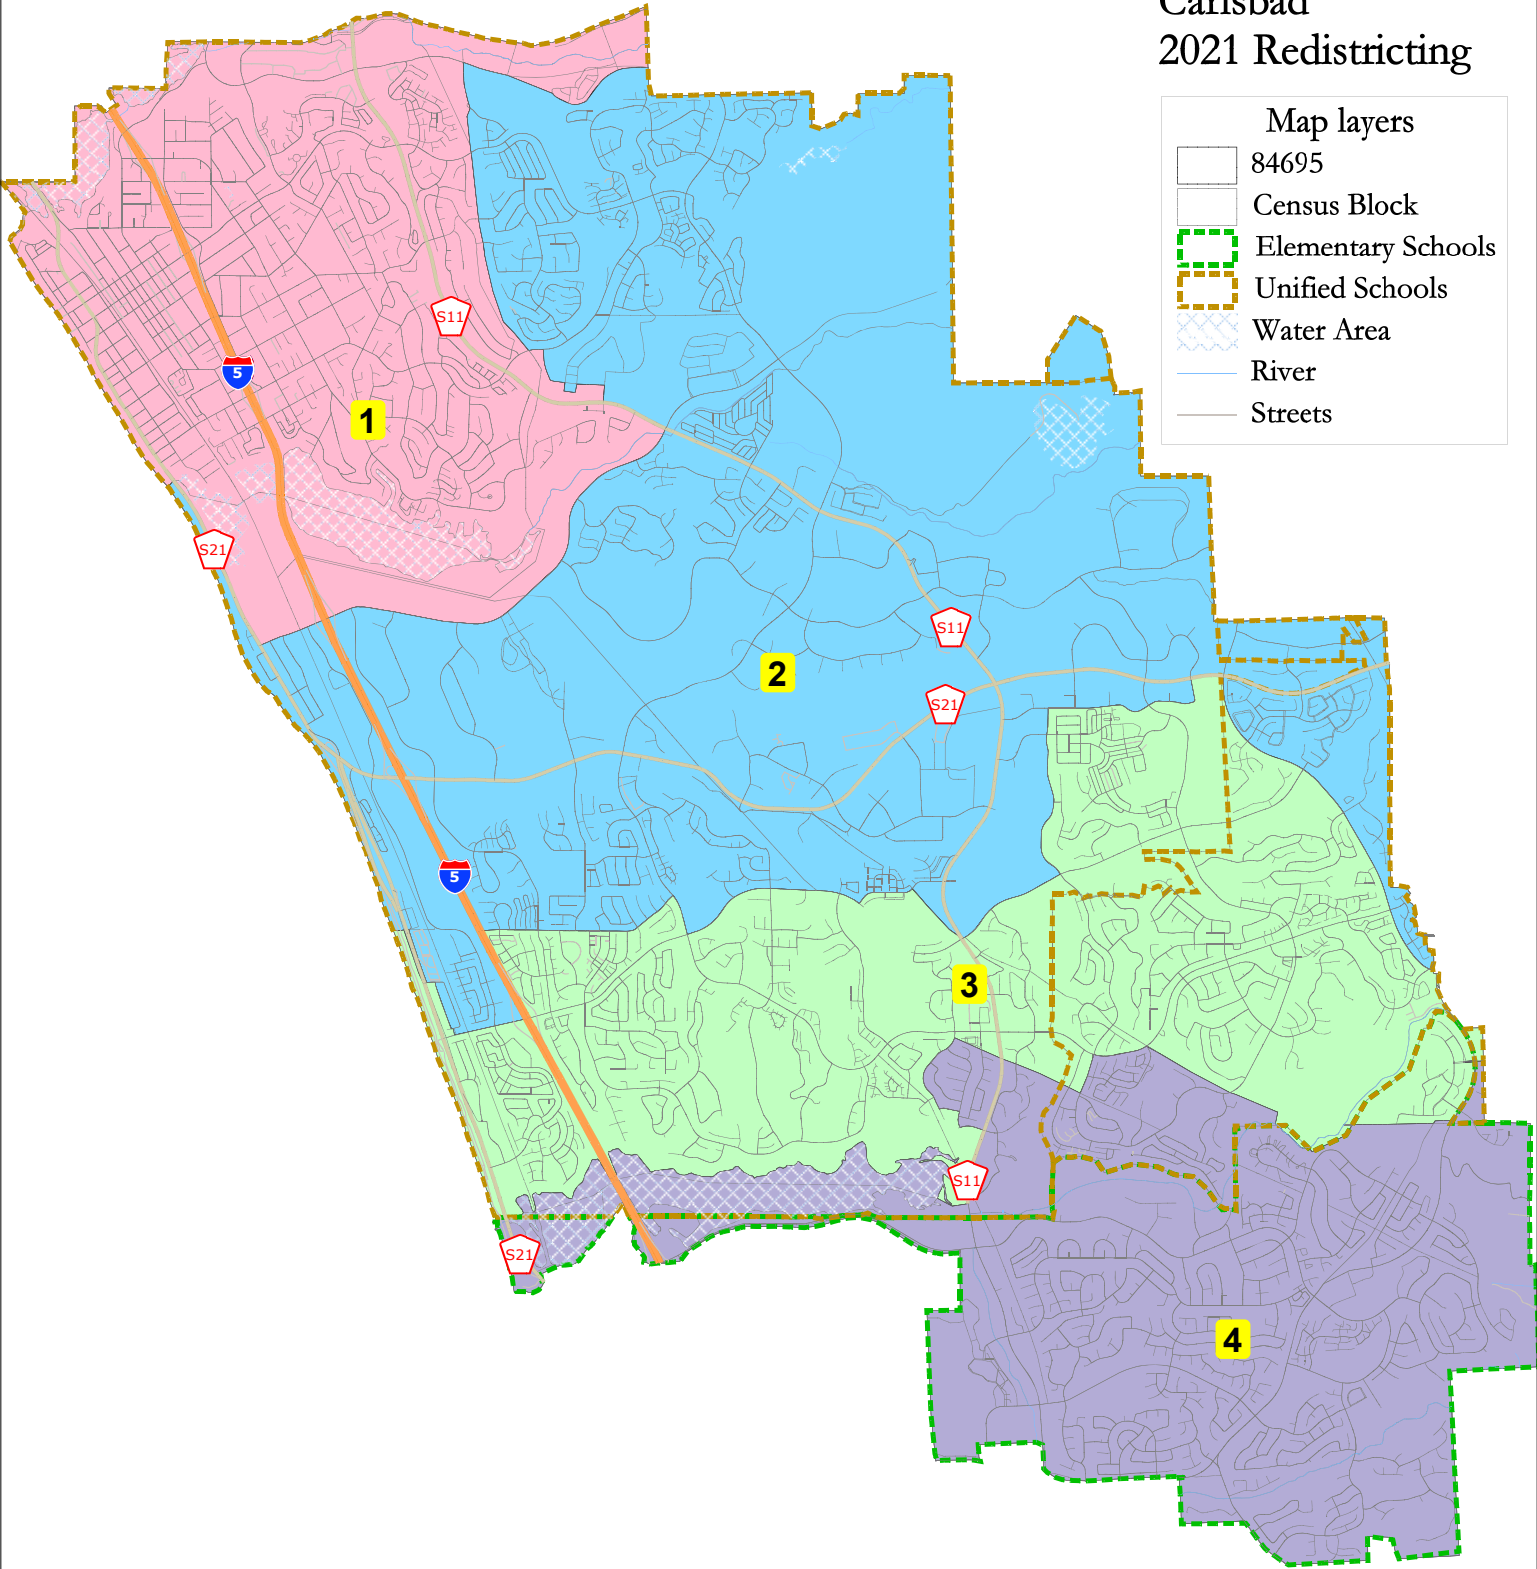 Carlsbad
2021 Redistricting
Map layers
84695
Census Block
Elementary Schools
Unified Schools
Water Area
River
Streets
S11
5
1
S21
S11
2
S21
5
3
S11
S21
4